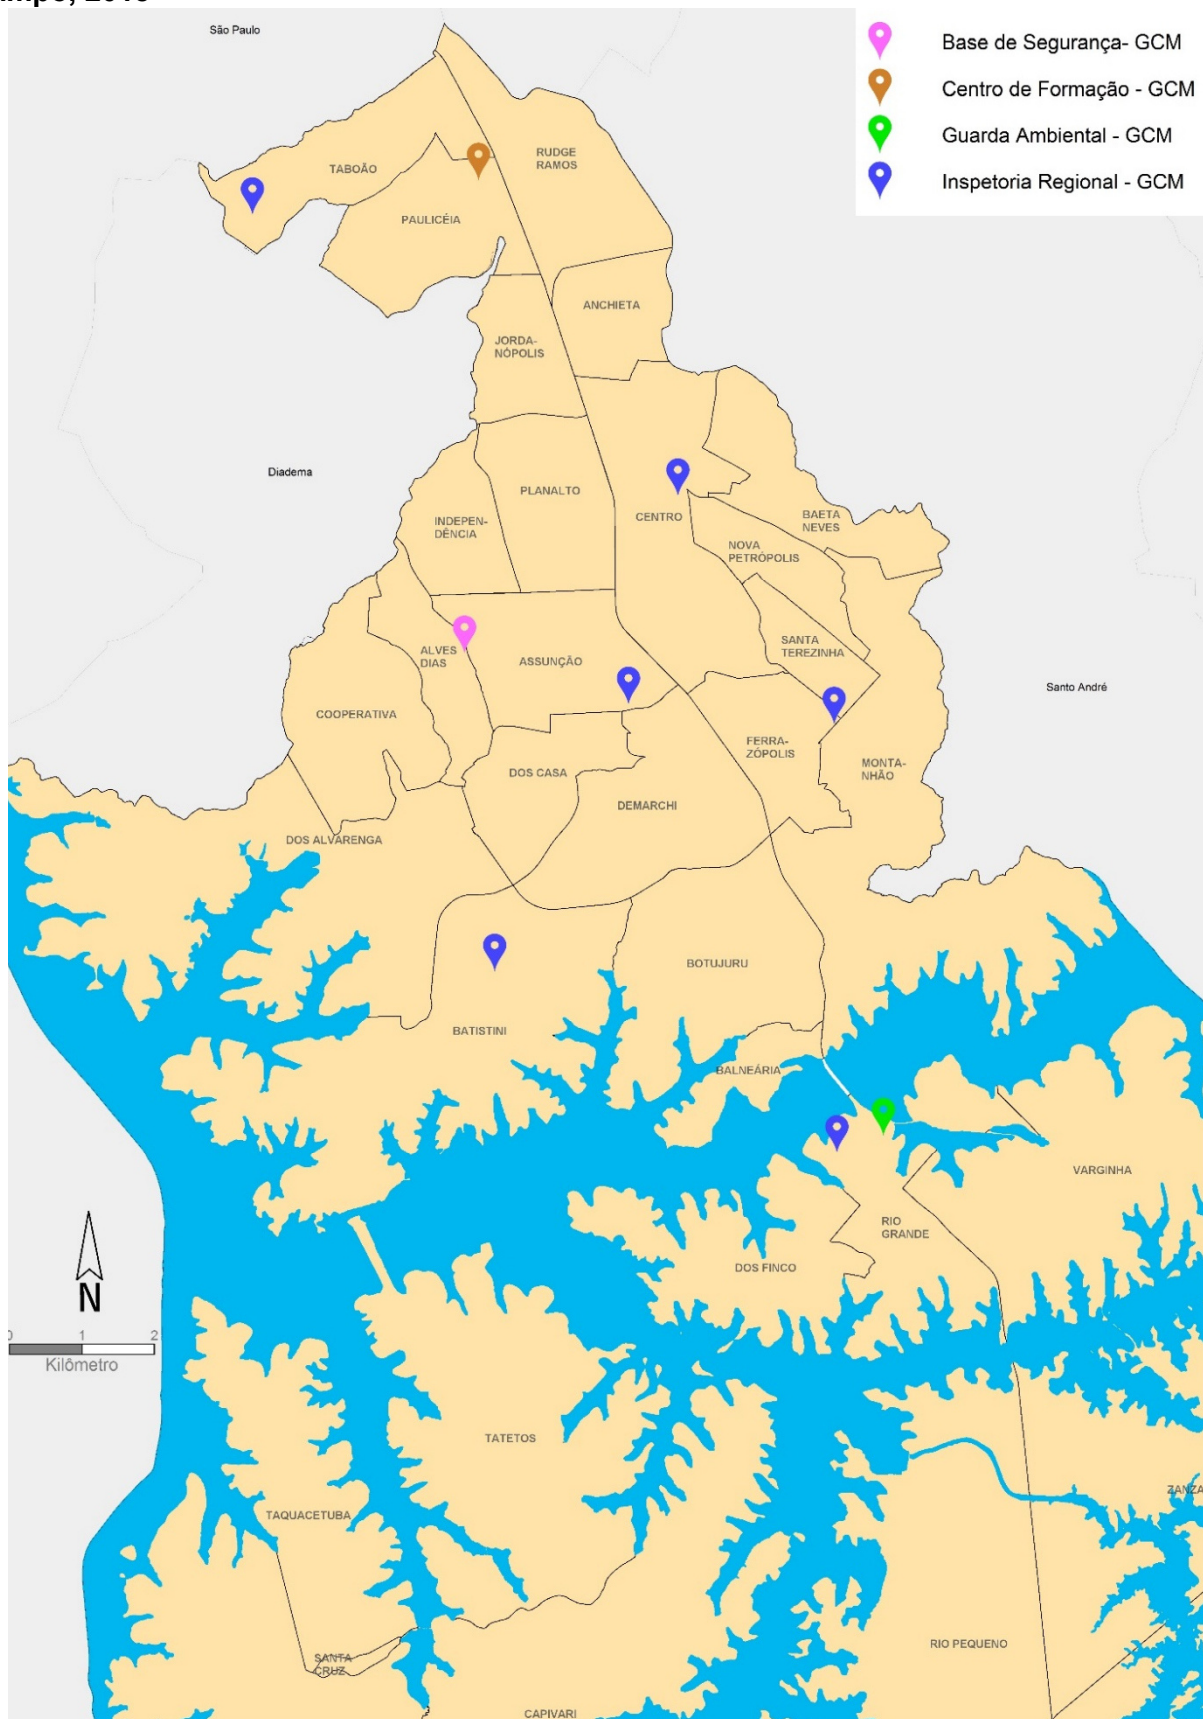 São Paulo
Base de Segurança- GCM
Centro de Formação - GCM
Guarda Ambiental - GCM
Inspetoria Regional - GCM
RUDGE
RAMOS
TABOÃO
PAULICÉIA
ANCHIETA
JORDA-
NÓPOLIS
Diadema
PLANALTO
INDEPEN-
DÊNCIA
CENTRO
BAETA
NEVES
NOVA
PETRÓPOLIS
SANTA
TEREZINHA
ALVES
DIAS
ASSUNÇÃO
Santo André
COOPERATIVA
FERRA-
ZÓPOLIS
MONTA-
NHÃO
DOS CASA
DEMARCHI
DOS ALVARENGA
BOTUJURU
BATISTINI
BALNEÁRIA
VARGINHA
RIO
GRANDE
DOS FINCO
N
0 1 2
Kilômetro
TATETOS
TAQUACETUBA
ZANZA
RIO PEQUENO
SANTA
CRUZ
CAPIVARI